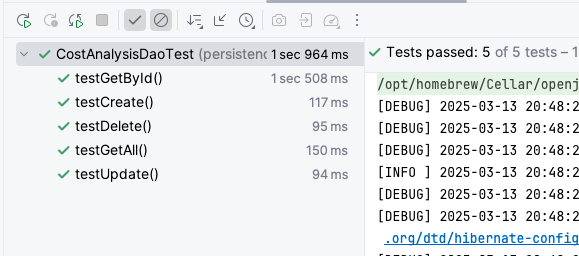 CostAnalysisDaoTest (persistenc 1 sec 964 ms
testGetById() 1 sec 508 ms
testCreate() 117 ms
testDelete() 95 ms
testGetAll() 150 ms
testUpdate() 94 ms
Tests passed: 5 of 5 tests – 1
/opt/homebrew/Cellar/openj
[DEBUG] 2025-03-13 20:48:2
[DEBUG] 2025-03-13 20:48:2
[DEBUG] 2025-03-13 20:48:2
[INFO ] 2025-03-13 20:48:2
[DEBUG] 2025-03-13 20:48:2
[DEBUG] 2025-03-13 20:48:2
.org/dtd/hibernate-config